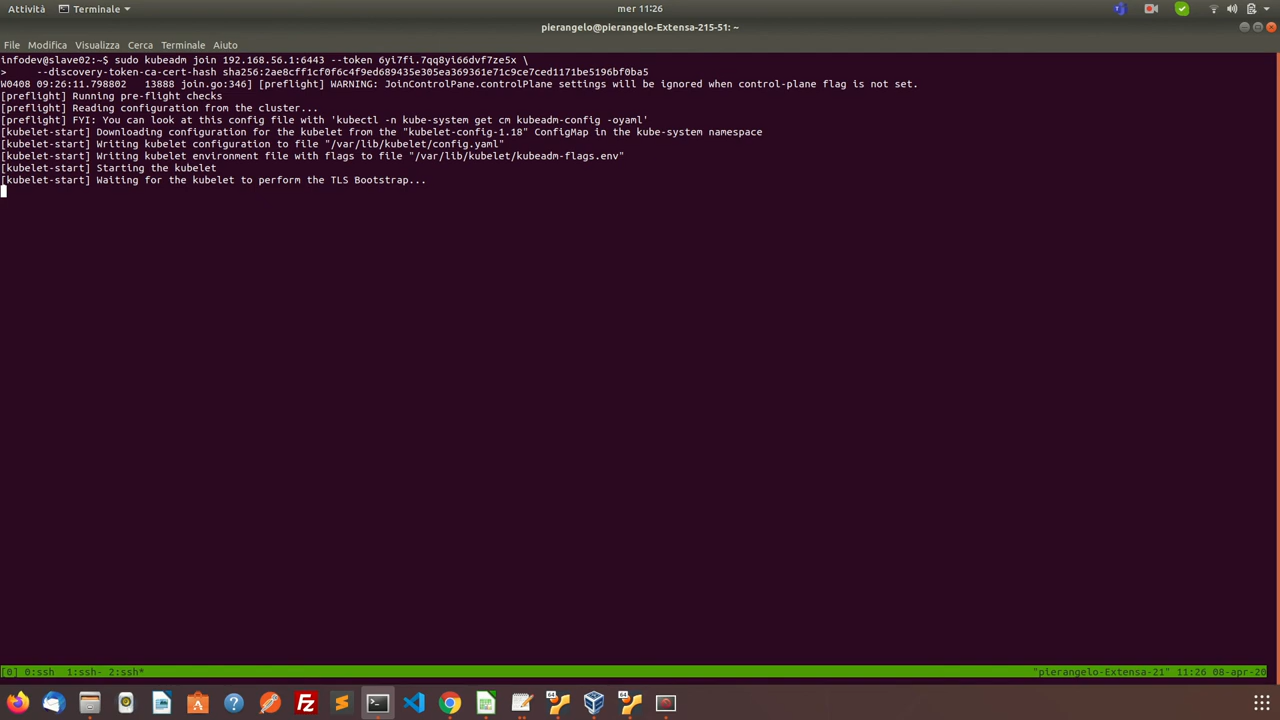 Attività Terminale mer 11:26
pierangelo@pierangelo-Extensa-215-51: ~
File Modifica Visualizza Cerca Terminale Aiuto
infodev@slave02:~$ sudo kubeadm join 192.168.56.1:6443 --token 6yi7fi.7qq8yi66dvf7ze5x \
> --discovery-token-ca-cert-hash sha256:2ae8cff1cf0f6c4f9ed689435e305ea369361e71c9ce7ced1171be5196bf0ba5
W0408 09:26:11.798802 13888 join.go:346] [preflight] WARNING: JoinControlPane.controlPlane settings will be ignored when control-plane flag is not set.
[preflight] Running pre-flight checks
[preflight] Reading configuration from the cluster...
[preflight] FYI: You can look at this config file with 'kubectl -n kube-system get cm kubeadm-config -oyaml'
[kubelet-start] Downloading configuration for the kubelet from the "kubelet-config-1.18" ConfigMap in the kube-system namespace
[kubelet-start] Writing kubelet configuration to file "/var/lib/kubelet/config.yaml"
[kubelet-start] Writing kubelet environment file with flags to file "/var/lib/kubelet/kubeadm-flags.env"
[kubelet-start] Starting the kubelet
[kubelet-start] Waiting for the kubelet to perform the TLS Bootstrap...
[0] 0:ssh 1:ssh- 2:ssh* "pierangelo-Extensa-21" 11:26 08-apr-20